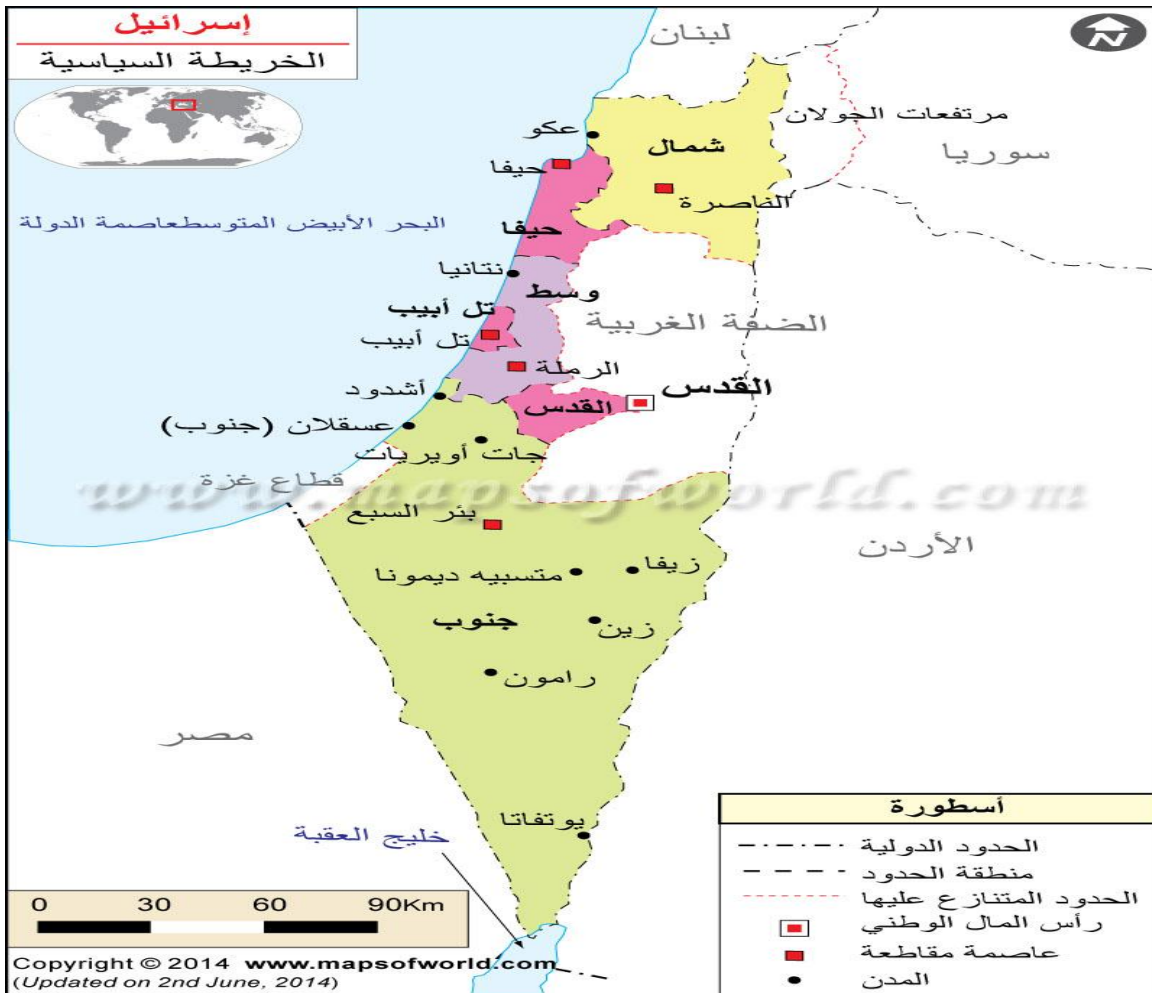 إسرائيل
الخريطة السياسية
N
لبنان
مرتفعات الجولان
سوريا
عكو
شمال
حيفا
الناصرة
حيفا
البحر الأبيض المتوسطعاصمة الدولة
نتانيا
وسط
تل أبيب
تل أبيب
الضفة الغربية
الرملة
القدس
القدس
أشدود
عسقلان (جنوب)
جات أويريات
قطاع غزة
www.mapsofworld.com
بئر السبع
الأردن
زيفا
متسبيه ديمونا
جنوب
زين
رامون
مصر
يوتفاتا
خليج العقبة
أسطورة
الحدود الدولية
منطقة الحدود
الحدود المتنازع عليها
رأس المال الوطني
عاصمة مقاطعة
المدن
0 30 60 90Km
Copyright © 2014 www.mapsofworld.com
(Updated on 2nd June, 2014)